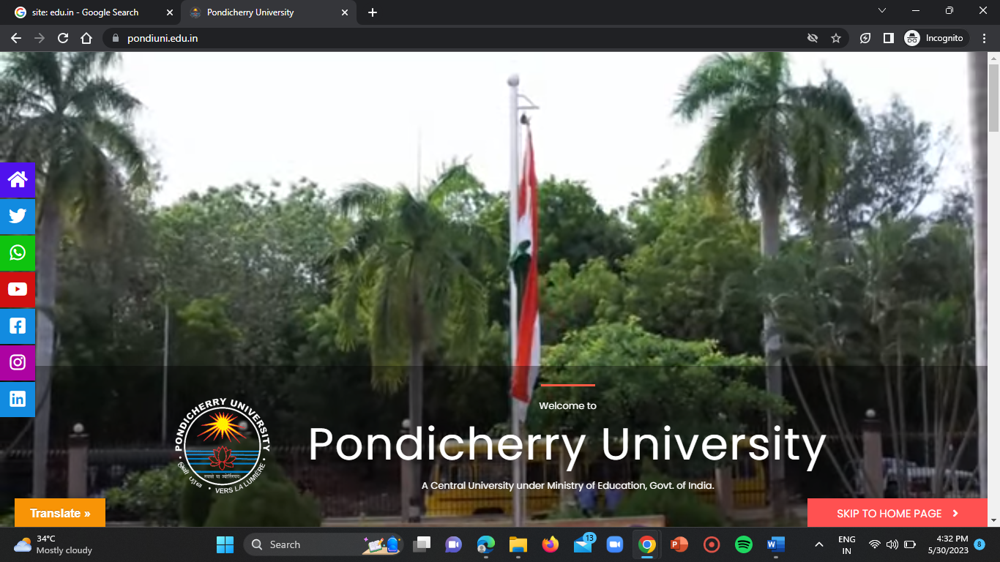 site: edu.in - Google Search
Pondicherry University
pondiuni.edu.in
Incognito
Welcome to
PONDICHERRY UNIVERSITY
VERS LA LUMIERE
Pondicherry University
A Central University under Ministry of Education, Govt. of India.
Translate »
SKIP TO HOME PAGE
34°C
Mostly cloudy
Search
13
ENG
IN
4:32 PM
5/30/2023
8